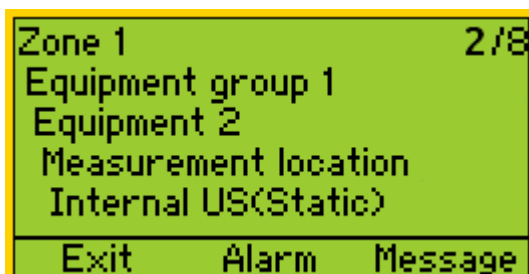 Zone 1 2/8
Equipment group 1
Equipment 2
Measurement location
Internal US(Static)
Exit Alarm Message